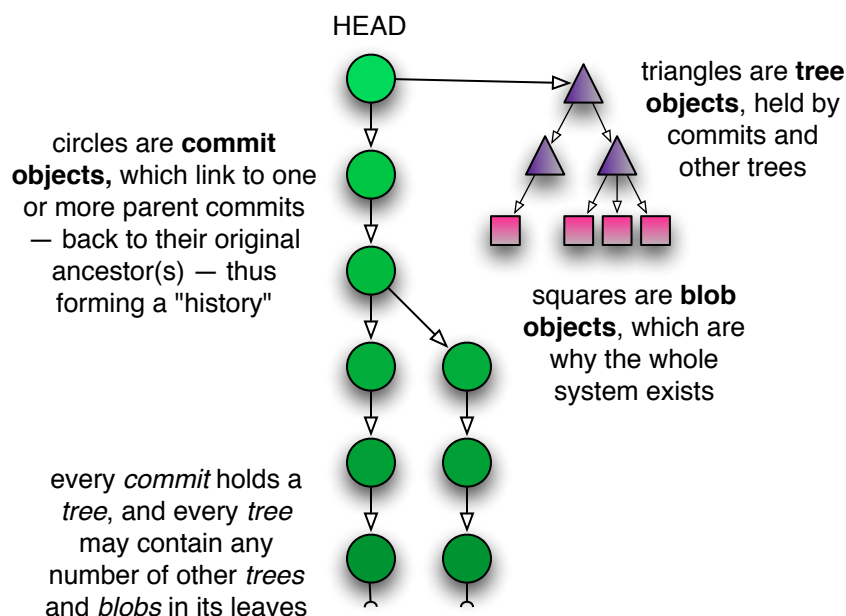 HEAD
triangles are tree
objects, held by
commits and
other trees
circles are commit
objects, which link to one
or more parent commits
— back to their original
ancestor(s) — thus
forming a "history"
squares are blob
objects, which are
why the whole
system exists
every commit holds a
tree, and every tree
may contain any
number of other trees
and blobs in its leaves